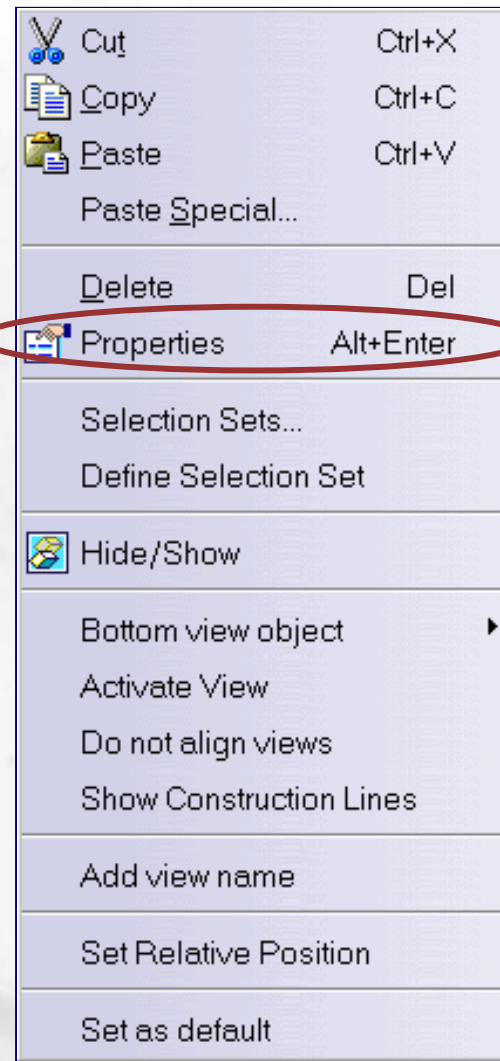 Cut Ctrl+X
Copy Ctrl+C
Paste Ctrl+V
Paste Special...
Delete Del
Properties Alt+Enter
Selection Sets...
Define Selection Set
Hide/Show
Bottom view object
Activate View
Do not align views
Show Construction Lines
Add view name
Set Relative Position
Set as default